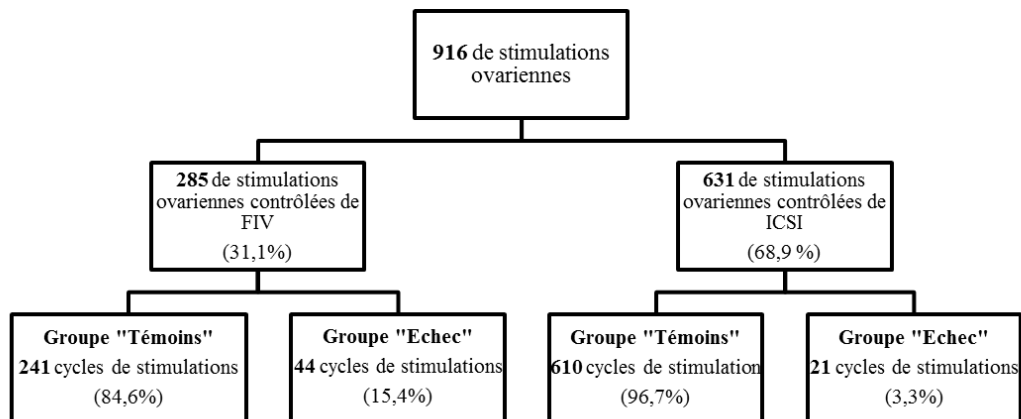 916 de stimulations
ovariennes
285 de stimulations
ovariennes contrôlées de
FIV
(31,1%)
631 de stimulations
ovariennes contrôlées de
ICSI
(68,9 %)
Groupe "Témoins"
241 cycles de stimulations
(84,6%)
Groupe "Echec"
44 cycles de stimulations
(15,4%)
Groupe "Témoins"
610 cycles de stimulation
(96,7%)
Groupe "Echec"
21 cycles de stimulations
(3,3%)